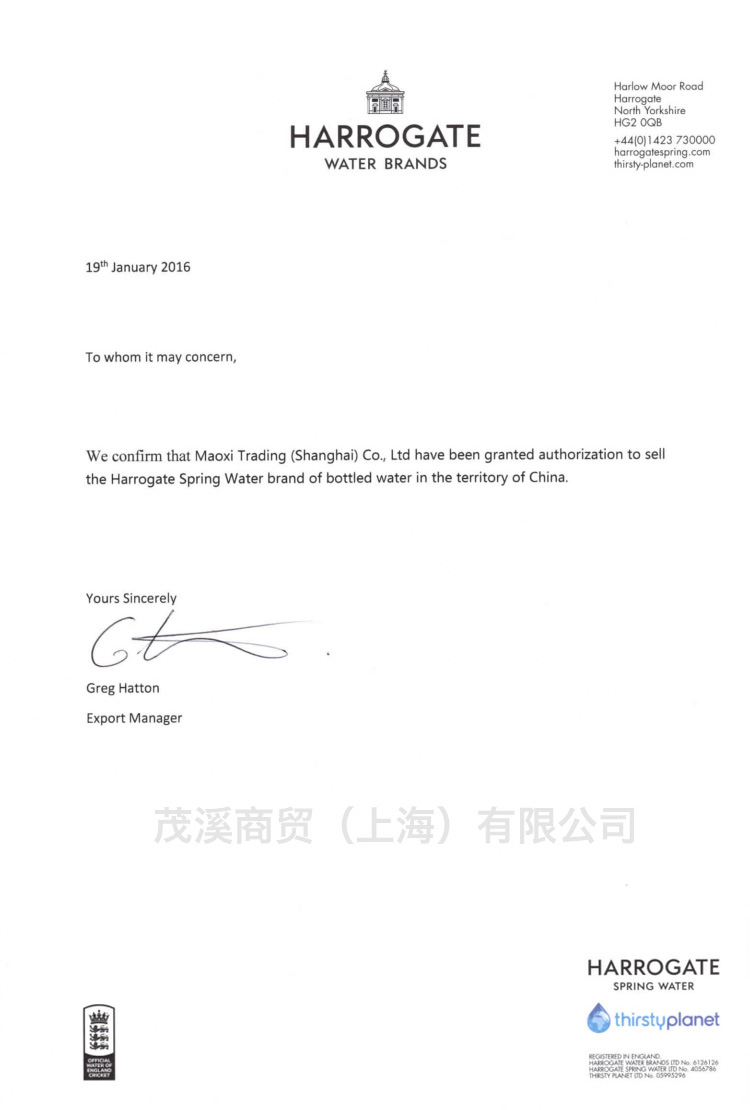 HARROGATE
WATER BRANDS
Harlow Moor Road
Harrogate
North Yorkshire
HG2 0QB
+44(0)1423 730000
harrogatespring.com
thirsty-planet.com
19th January 2016
To whom it may concern,
We confirm that Maoxi Trading (Shanghai) Co., Ltd have been granted authorization to sell
the Harrogate Spring Water brand of bottled water in the territory of China.
Yours Sincerely
Greg Hatton
Export Manager
茂溪商贸（上海）有限公司
HARROGATE
SPRING WATER
thirstyplanet
OFFICIAL
WATER OF
ENGLAND
CRICKET
REGISTERED IN ENGLAND.
HARROGATE WATER BRANDS LTD No. 6126126
HARROGATE SPRING WATER LTD No. 4056786
THIRSTY PLANET LTD No. 05995296